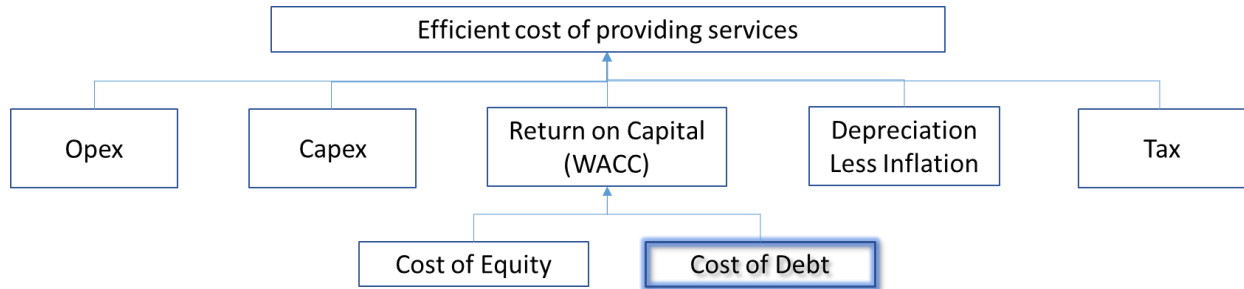 Efficient cost of providing services
Opex
Capex
Return on Capital
(WACC)
Depreciation
Less Inflation
Tax
Cost of Equity
Cost of Debt